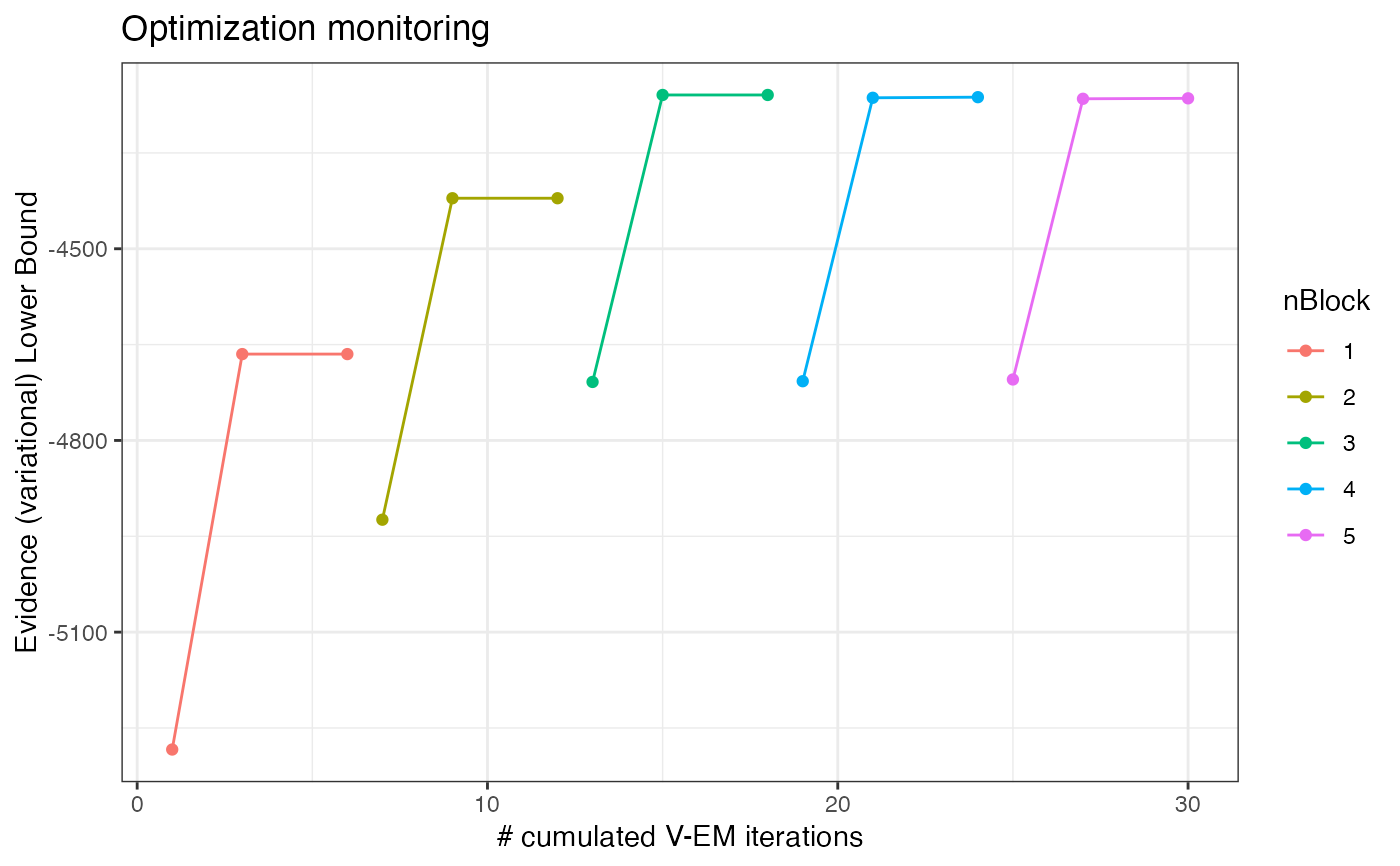 Optimization monitoring
Evidence (variational) Lower Bound
-4500
-4800
-5100
0 10 20 30
# cumulated V-EM iterations
nBlock
1
2
3
4
5